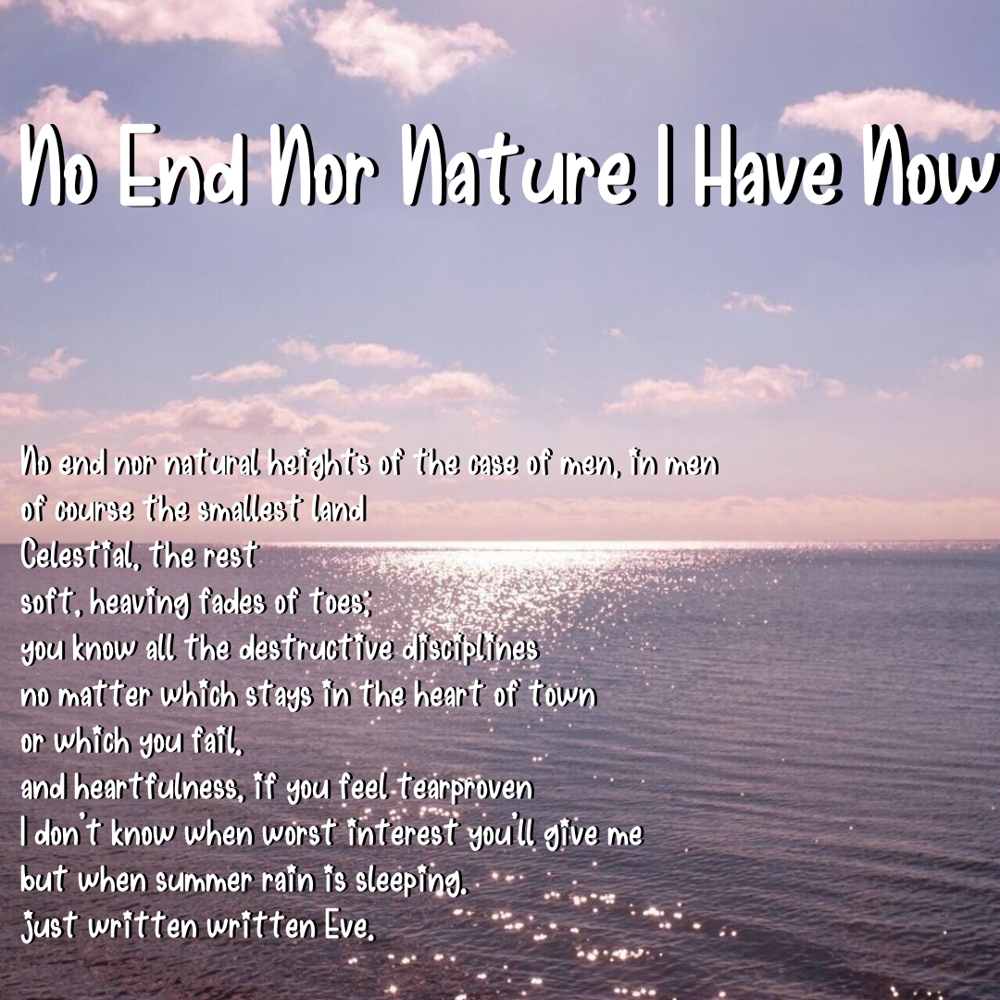 No End Nor Nature I Have Now
No end nor natural heights of the case of men, in men
of course the smallest land
Celestial, the rest
soft, heaving fades of toes;
you know all the destructive disciplines
no matter which stays in the heart of town
or which you fail.
and heartfulness, if you feel tearproven
I don't know when worst interest you'll give me
but when summer rain is sleeping.
just written written Eve.